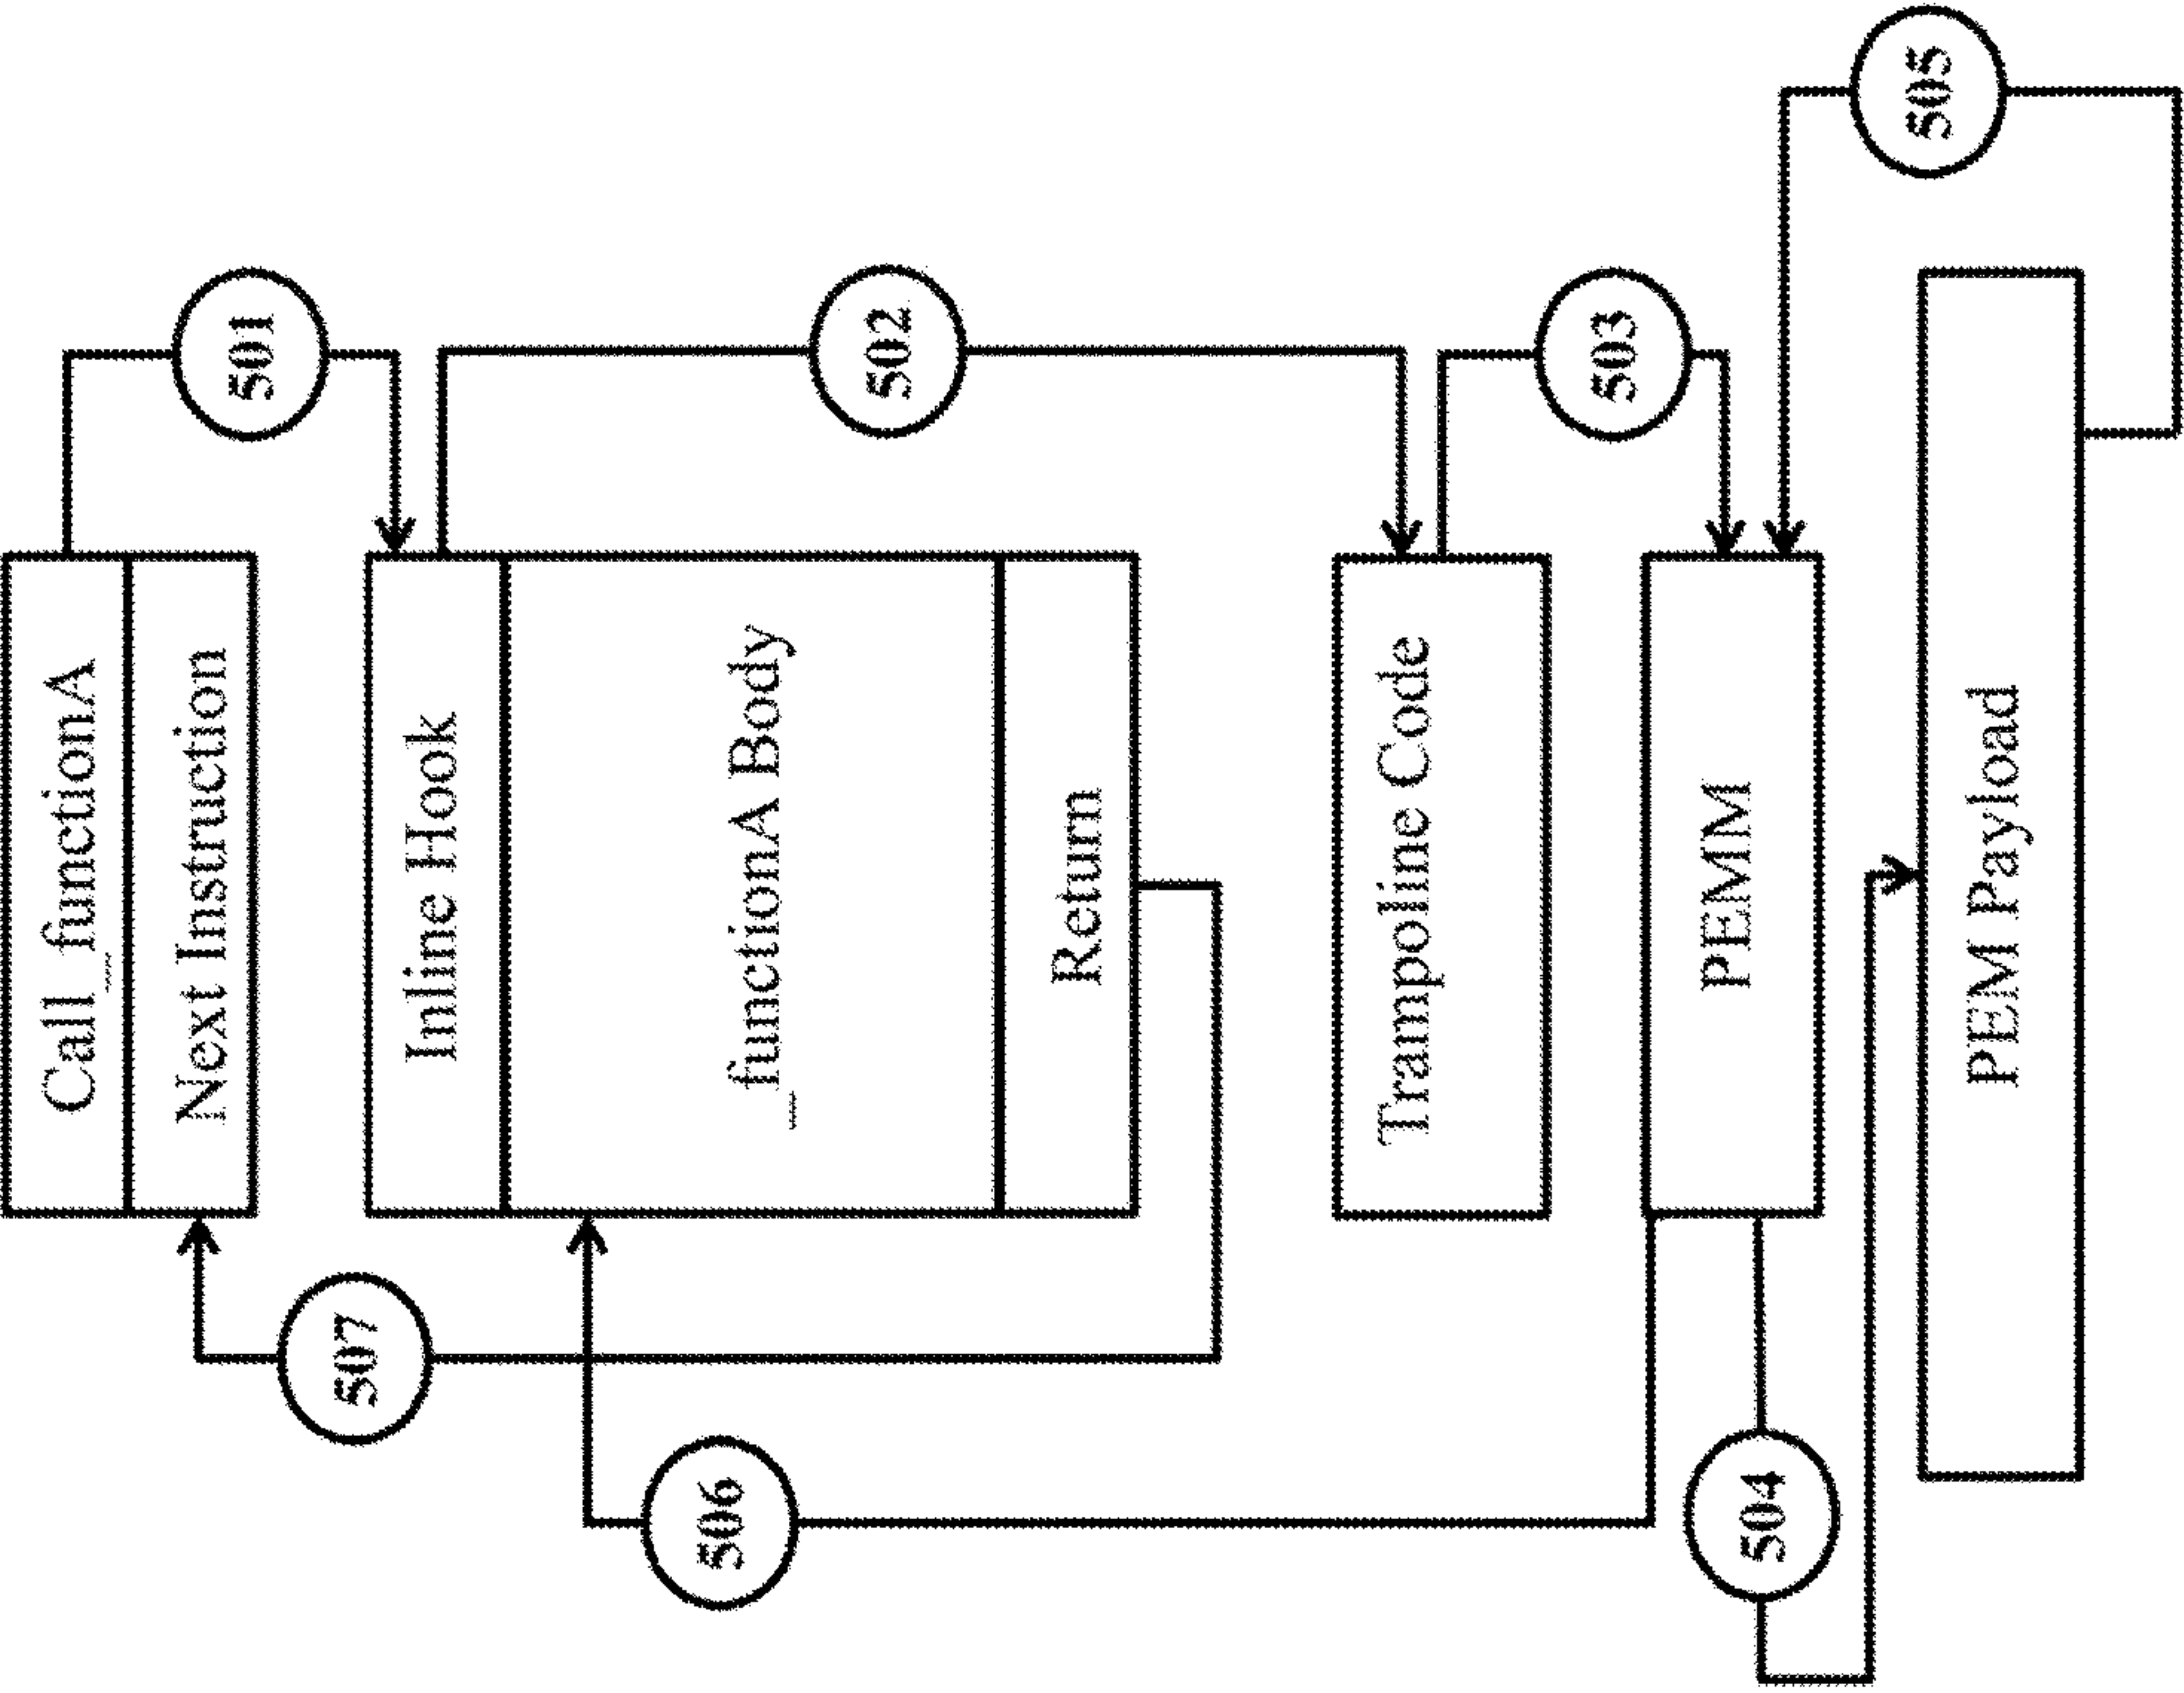 Call_functionA
501
Next Instruction
Inline Hook
502
_functionA Body
Return
507
506
Trampoline Code
503
PEMM
505
504
PEM Payload